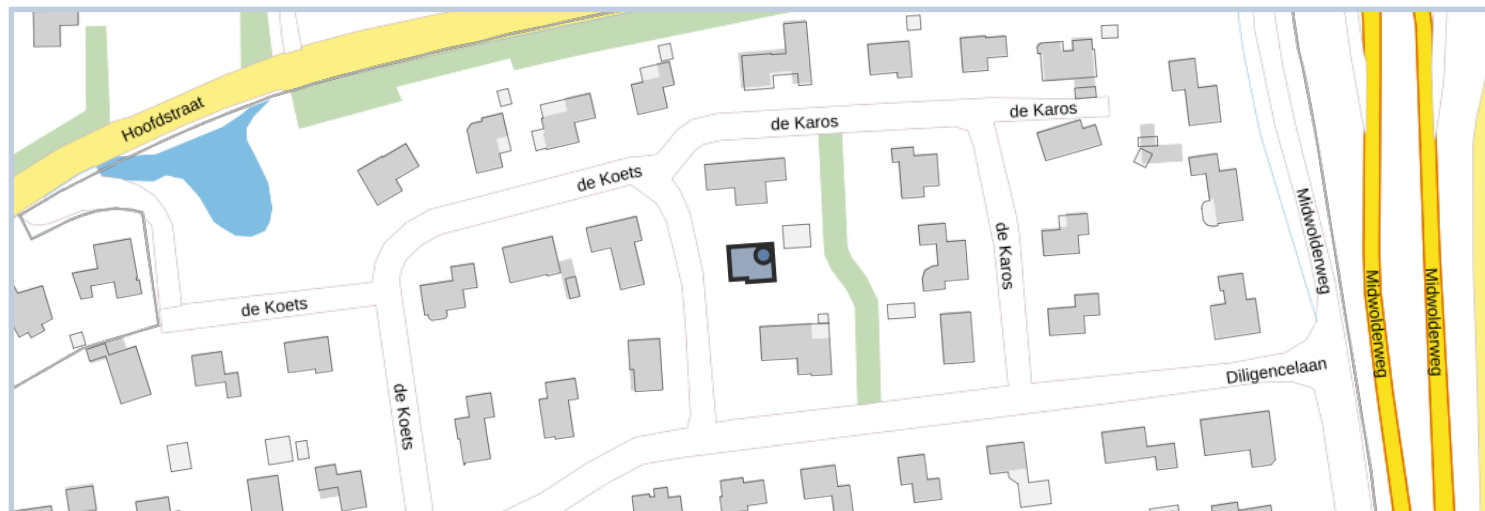 Hoofdstraat
de Karos
de Karos
de Koets
Midwolderweg
de Karos
de Koets
Midwolderweg
Midwolderweg
Diligencelaan
de Koets